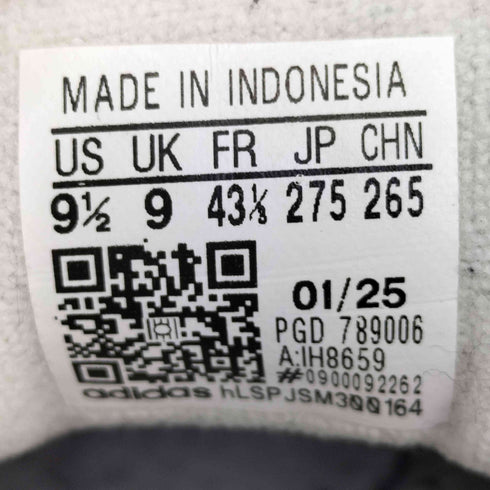 MADE IN INDONESIA
US UK FR JP CHN
9½ 9 43⅓ 275 265
01/25
PGD 789006
A:IH8659
#0900092262
adidas hLSPJSM300164